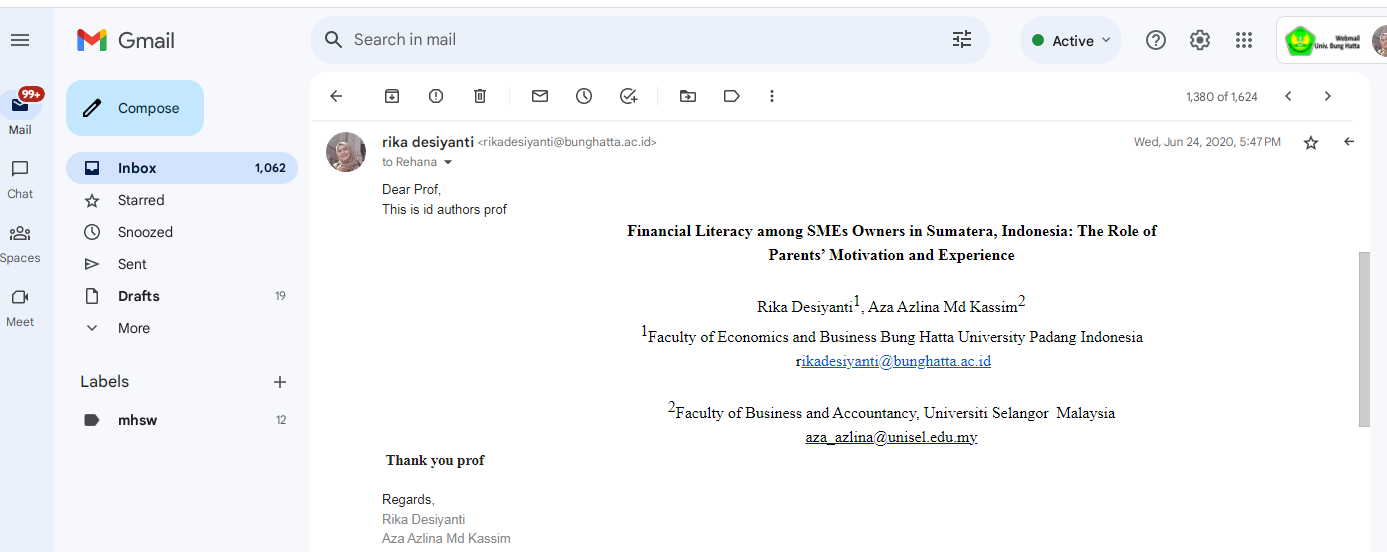 Gmail
Search in mail
Active
Webmail
Univ. Bung Hatta
99+
Mail
Chat
Spaces
Meet
Compose
Inbox 1,062
Starred
Snoozed
Sent
Drafts 19
More
Labels
mhsw 12
1,380 of 1,624
rika desiyanti <rikadesiyanti@bunghatta.ac.id>
Wed, Jun 24, 2020, 5:47 PM
to Rehana
Dear Prof,
This is id authors prof
Financial Literacy among SMEs Owners in Sumatera, Indonesia: The Role of
Parents’ Motivation and Experience
Rika Desiyanti1, Aza Azlina Md Kassim2
1Faculty of Economics and Business Bung Hatta University Padang Indonesia
rikadesiyanti@bunghatta.ac.id
2Faculty of Business and Accountancy, Universiti Selangor Malaysia
aza_azlina@unisel.edu.my
Thank you prof
Regards,
Rika Desiyanti
Aza Azlina Md Kassim